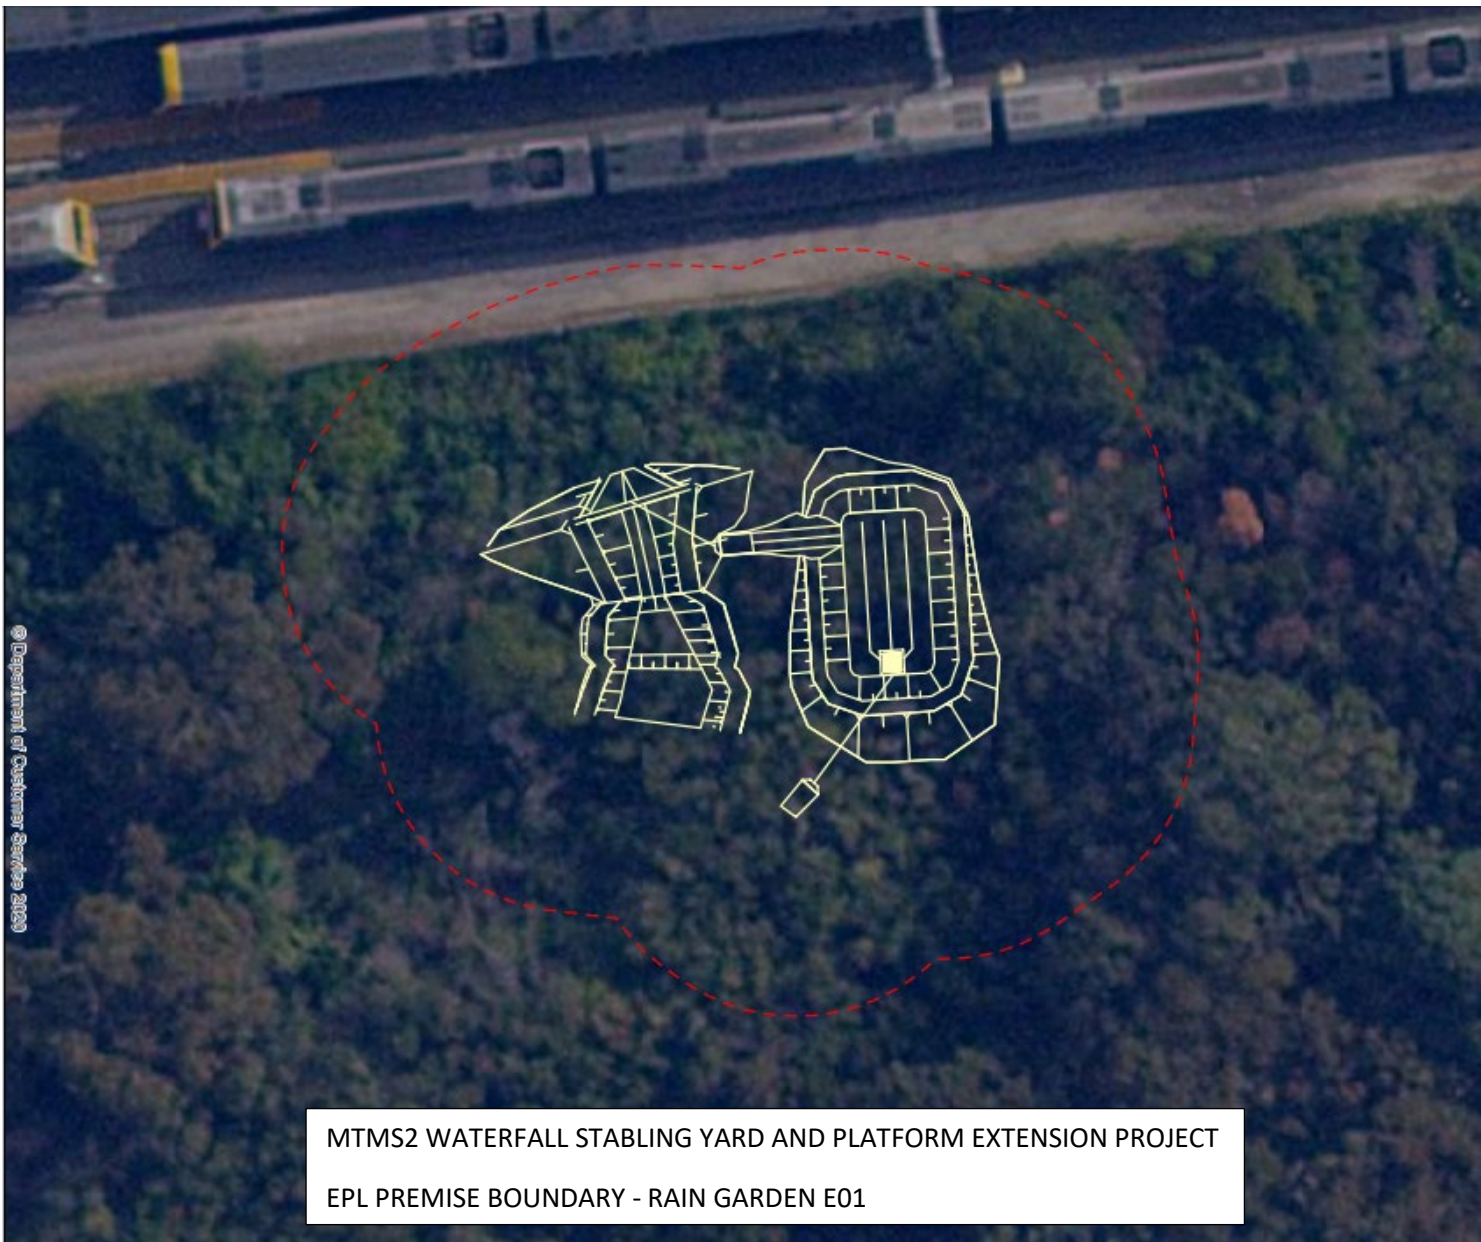 © Department of Customer Service 2020
MTMS2 WATERFALL STABLING YARD AND PLATFORM EXTENSION PROJECT
EPL PREMISE BOUNDARY - RAIN GARDEN E01